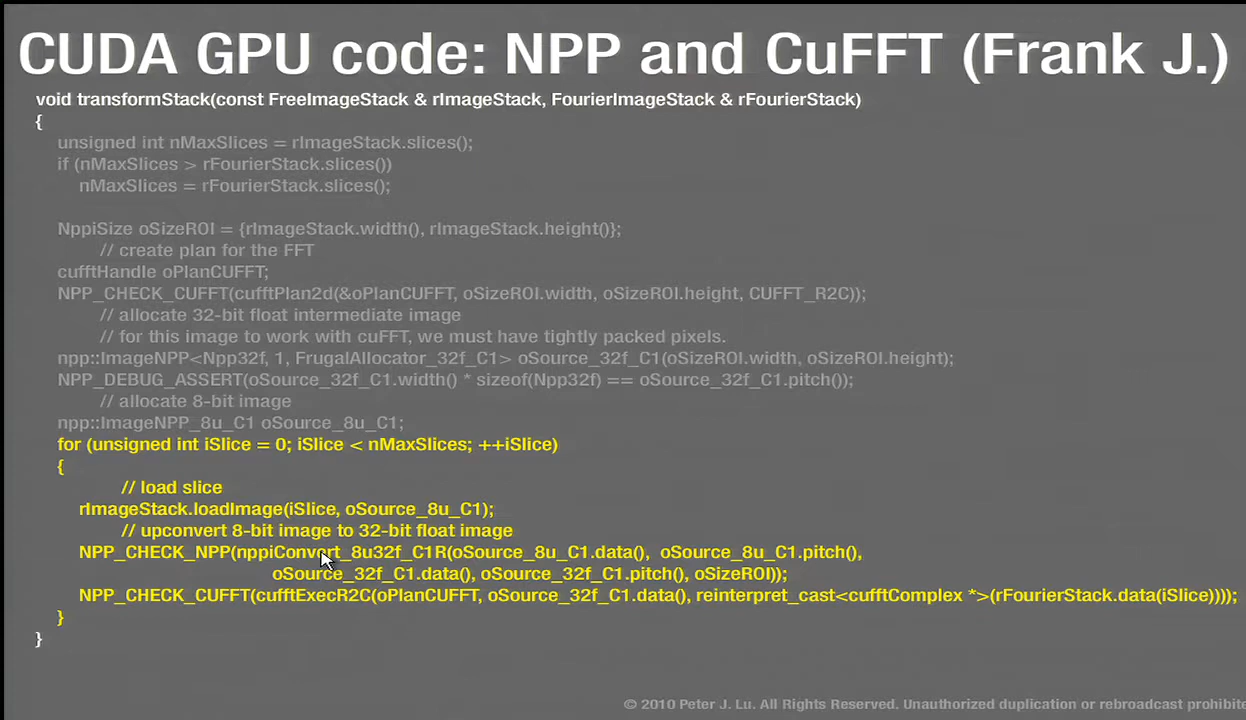 CUDA GPU code: NPP and CuFFT (Frank J.)
void transformStack(const FreeImageStack & rImageStack, FourierImageStack & rFourierStack)
{
unsigned int nMaxSlices = rImageStack.slices();
if (nMaxSlices > rFourierStack.slices())
nMaxSlices = rFourierStack.slices();
NppiSize oSizeROI = {rImageStack.width(), rImageStack.height()};
// create plan for the FFT
cufftHandle oPlanCUFFT;
NPP_CHECK_CUFFT(cufftPlan2d(&oPlanCUFFT, oSizeROI.width, oSizeROI.height, CUFFT_R2C));
// allocate 32-bit float intermediate image
// for this image to work with cuFFT, we must have tightly packed pixels.
npp::ImageNPP<Npp32f, 1, FrugalAllocator_32f_C1> oSource_32f_C1(oSizeROI.width, oSizeROI.height);
NPP_DEBUG_ASSERT(oSource_32f_C1.width() * sizeof(Npp32f) == oSource_32f_C1.pitch());
// allocate 8-bit image
npp::ImageNPP_8u_C1 oSource_8u_C1;
for (unsigned int iSlice = 0; iSlice < nMaxSlices; ++iSlice)
{
// load slice
rImageStack.loadImage(iSlice, oSource_8u_C1);
// upconvert 8-bit image to 32-bit float image
NPP_CHECK_NPP(nppiConvert_8u32f_C1R(oSource_8u_C1.data(), oSource_8u_C1.pitch(),
oSource_32f_C1.data(), oSource_32f_C1.pitch(), oSizeROI));
NPP_CHECK_CUFFT(cufftExecR2C(oPlanCUFFT, oSource_32f_C1.data(), reinterpret_cast<cufftComplex *>(rFourierStack.data(iSlice))));
}
}
© 2010 Peter J. Lu. All Rights Reserved. Unauthorized duplication or rebroadcast prohibite